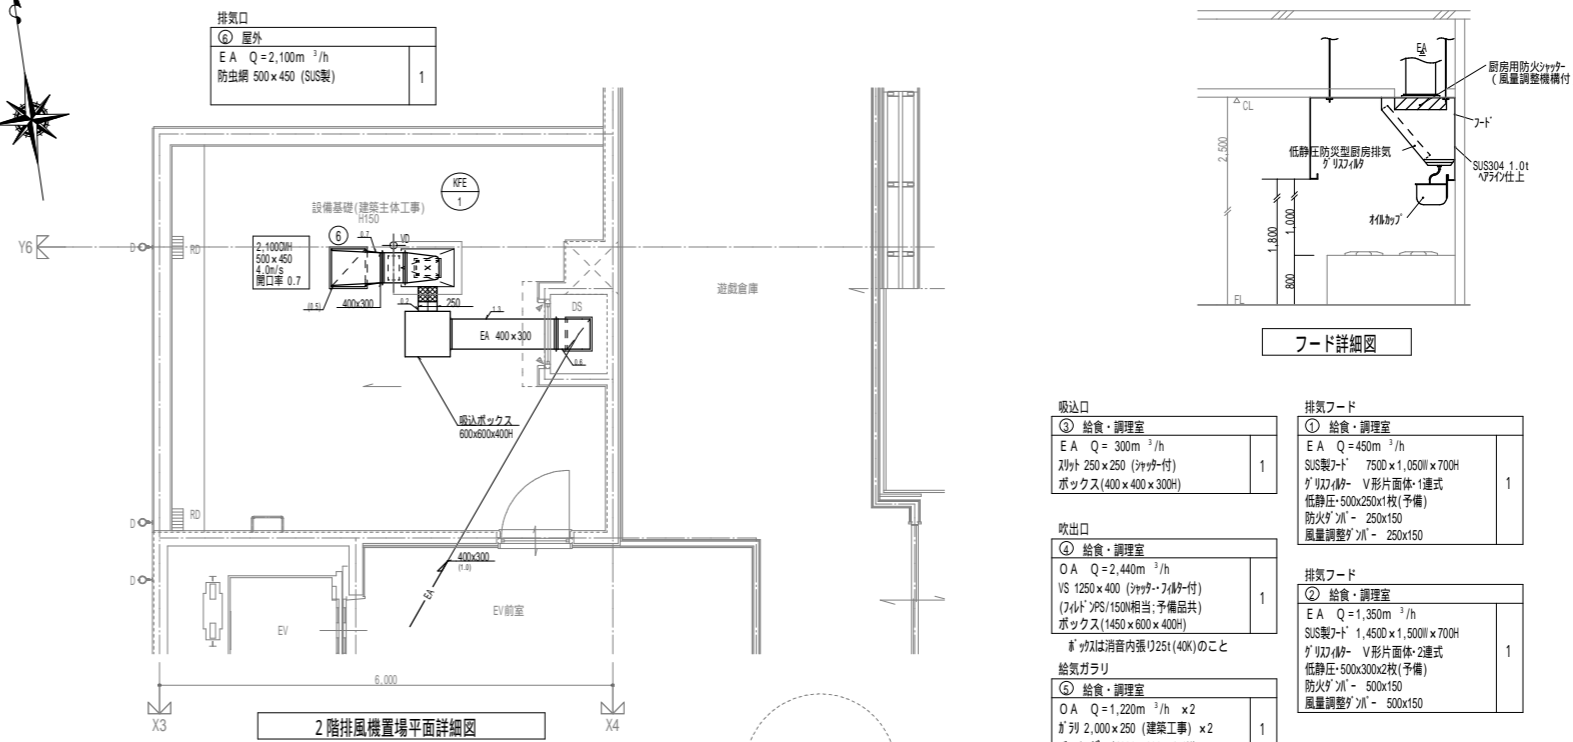 排気口
⑥ 屋外
EA Q=2,100m ³/h
防虫網 500×450 (SUS製)
1
KFE
1
設備基礎(建築主体工事)
H150
Y6
D
RD
2,100CMH
500×450
4.0m/s
開口率 0.7
⑥
0.7
VD
(0.5)
400x300
0.2
250
1.3
EA 400×300
DS
0.6
遊戯倉庫
吸込ボックス
600x600x400H
D
RD
400x300
(1.0)
EA
D
EV
EV前室
6,000
X3
X4
2階排風機置場平面詳細図
EA
厨房用防火シャッター
(風量調整機構付
CL
フード
2,500
低静圧防災型厨房排気
グリスフィルタ
SUS304 1.0t
ヘアライン仕上
オイルカップ
1,800
1,000
800
FL
フード詳細図
吸込口
③ 給食・調理室
EA Q= 300m ³/h
スリット 250×250 (シャッター付)
ボックス(400×400×300H)
1
吹出口
④ 給食・調理室
OA Q=2,440m ³/h
VS 1250×400 (シャッター・フィルター付)
(フィレドンPS/150N相当;予備品共)
ボックス(1450×600×400H)
1
ボックスは消音内張り25t(40K)のこと
給気ガラリ
⑤ 給食・調理室
OA Q=1,220m ³/h ×2
ガラリ 2,000×250 (建築工事) ×2
1
排気フード
① 給食・調理室
EA Q=450m ³/h
SUS製フード 750D×1,050W×700H
グリスフィルター V形片面体・1連式
低静圧・500x250x1枚(予備)
防火ダンパー 250x150
風量調整ダンパー 250x150
1
排気フード
② 給食・調理室
EA Q=1,350m ³/h
SUS製フード 1,450D×1,500W×700H
グリスフィルター V形片面体・2連式
低静圧・500x300x2枚(予備)
防火ダンパー 500x150
風量調整ダンパー 500x150
1